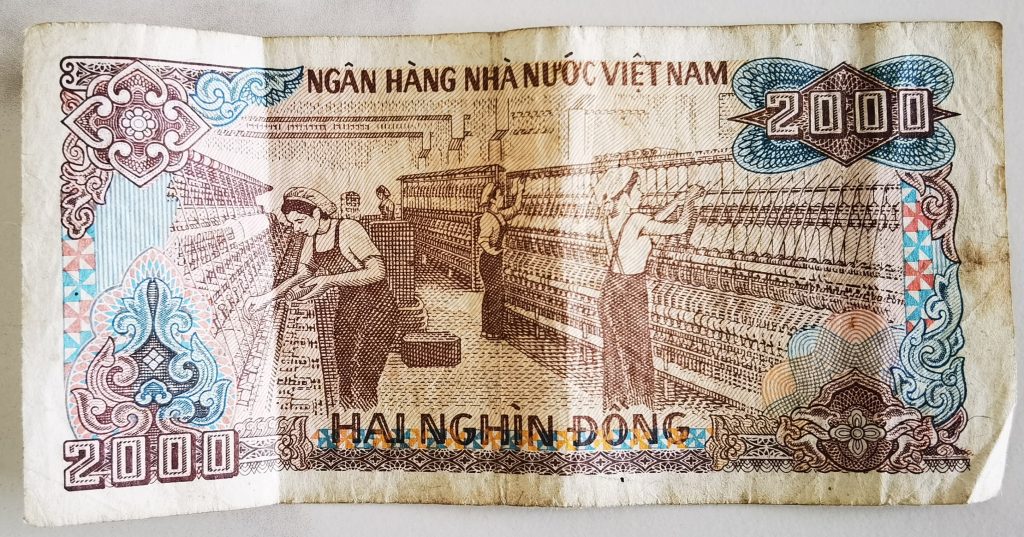 NGÂN HÀNG NHÀ NƯỚC VIỆT NAM
2000
HAI NGHÌN ĐỒNG
2000